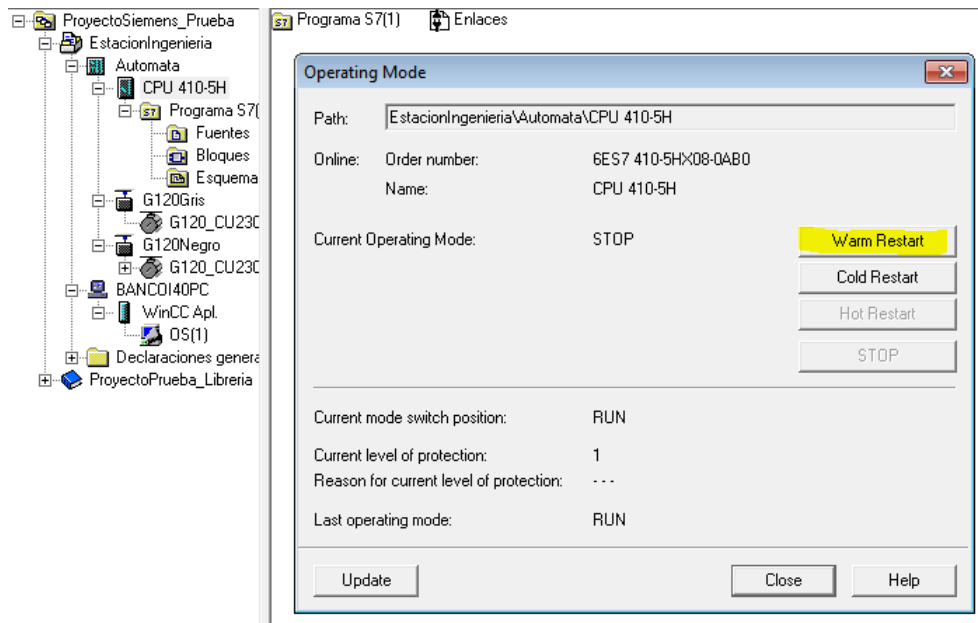 ProyectoSiemens_Prueba
EstacionIngenieria
Automata
CPU 410-5H
Programa S7(
Fuentes
Bloques
Esquema
G120Gris
G120_CU230
G120Negro
G120_CU230
BANCOI40PC
WinCC Apl.
OS(1)
Declaraciones genera
ProyectoPrueba_Libreria
Programa S7(1) Enlaces
Operating Mode
Path: EstacionIngenieria\Automata\CPU 410-5H
Online: Order number: 6ES7 410-5HX08-0AB0
Name: CPU 410-5H
Current Operating Mode: STOP
Warm Restart
Cold Restart
Hot Restart
STOP
Current mode switch position: RUN
Current level of protection: 1
Reason for current level of protection: - - -
Last operating mode: RUN
Update Close Help